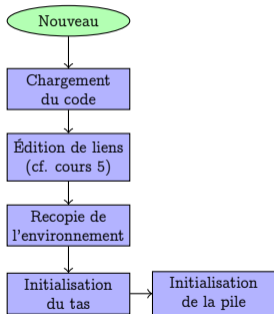 Nouveau
Chargement
du code
Édition de liens
(cf. cours 5)
Recopie de
l'environnement
Initialisation
du tas
Initialisation
de la pile